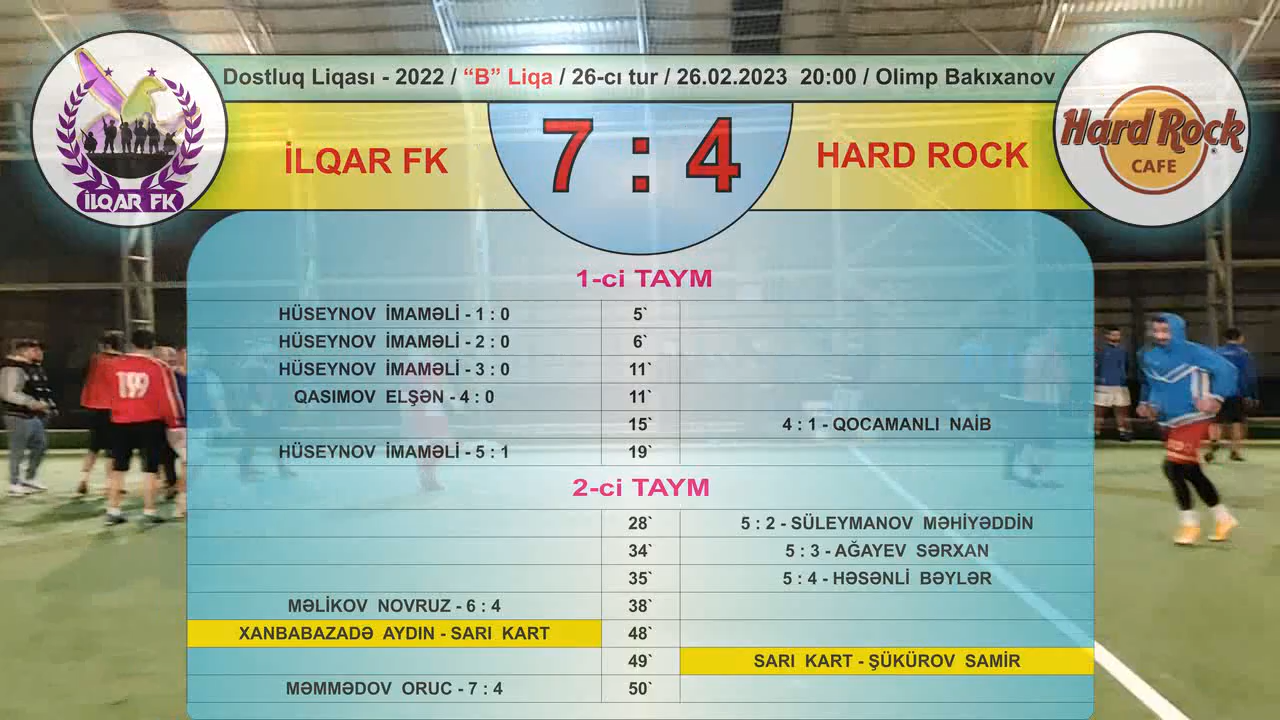 Dostluq Liqası - 2022 / “B” Liqa / 26-cı tur / 26.02.2023 20:00 / Olimp Bakıxanov
İLQAR FK
İLQAR FK 7 : 4 HARD ROCK
Hard Rock
CAFE
1-ci TAYM
HÜSEYNOV İMAMƏLİ - 1 : 0 5`
HÜSEYNOV İMAMƏLİ - 2 : 0 6`
HÜSEYNOV İMAMƏLİ - 3 : 0 11`
QASIMOV ELŞƏN - 4 : 0 11`
15` 4 : 1 - QOCAMANLI NAİB
HÜSEYNOV İMAMƏLİ - 5 : 1 19`
2-ci TAYM
28` 5 : 2 - SÜLEYMANOV MƏHİYƏDDİN
34` 5 : 3 - AĞAYEV SƏRXAN
35` 5 : 4 - HƏSƏNLİ BƏYLƏR
MƏLİKOV NOVRUZ - 6 : 4 38`
XANBABAZADƏ AYDIN - SARI KART 48`
49` SARI KART - ŞÜKÜROV SAMİR
MƏMMƏDOV ORUC - 7 : 4 50`
199